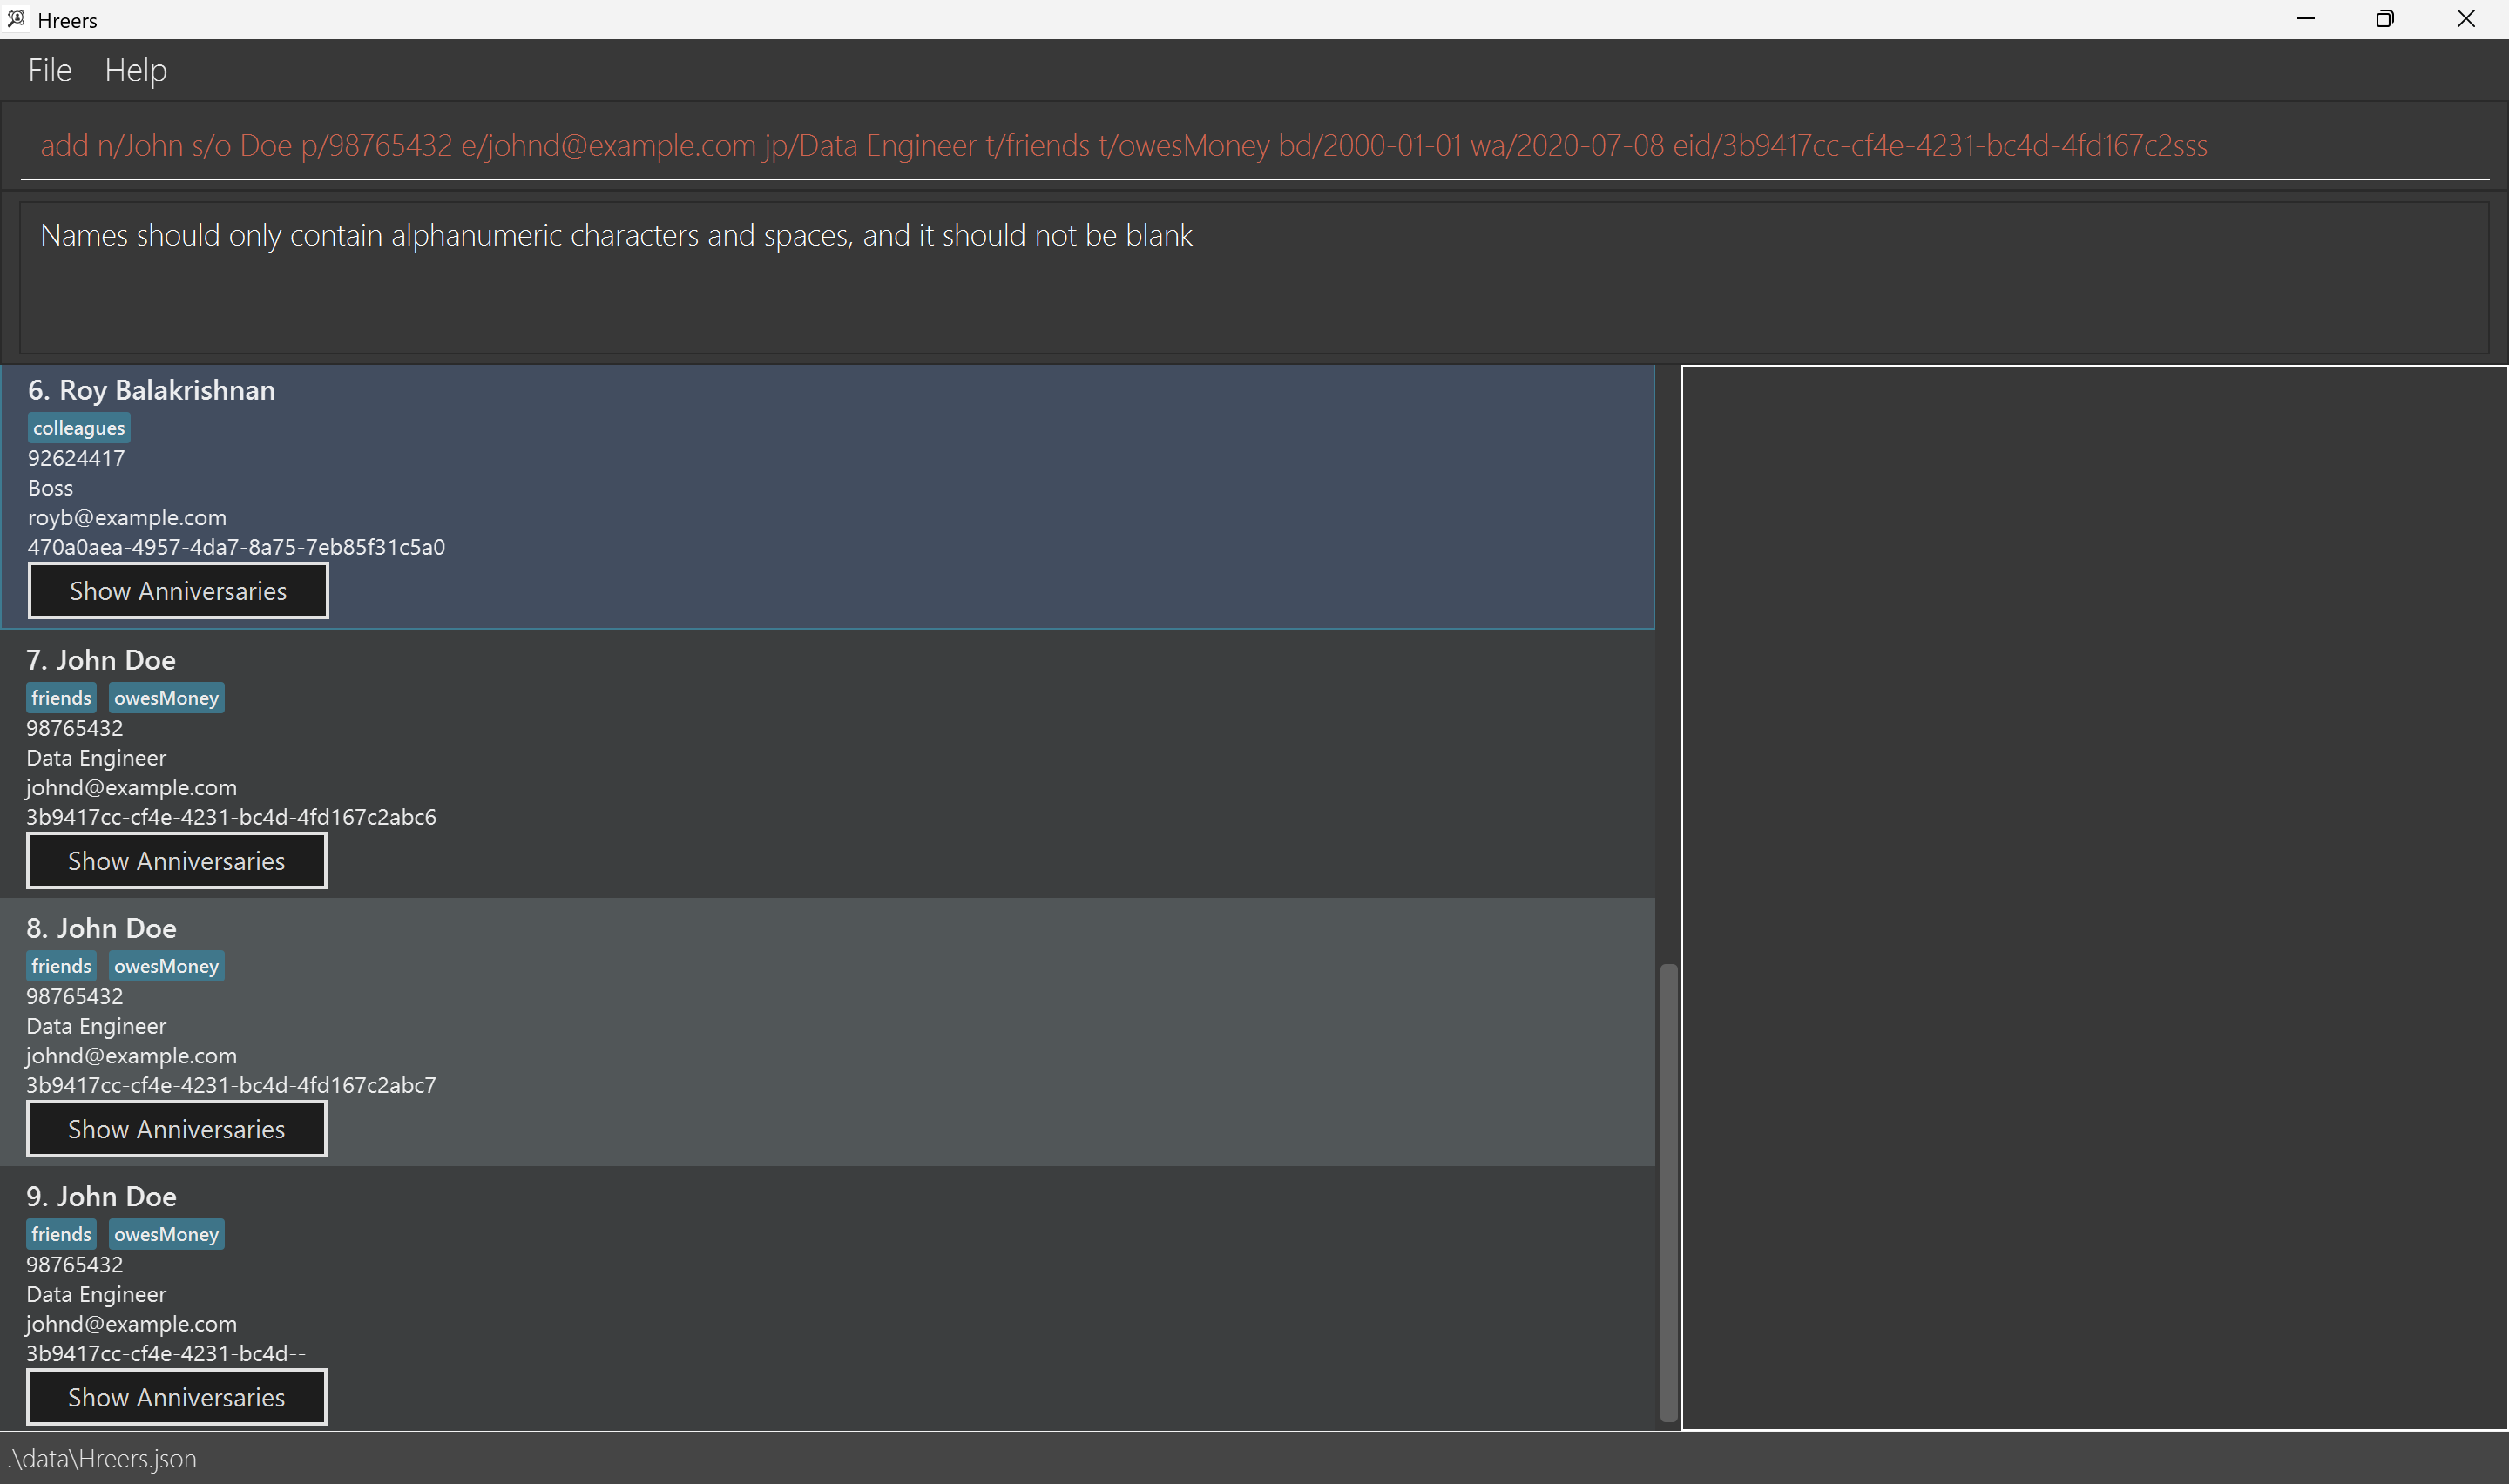 Hreers
File Help
add n/John s/o Doe p/98765432 e/johnd@example.com jp/Data Engineer t/friends t/owesMoney bd/2000-01-01 wa/2020-07-08 eid/3b9417cc-cf4e-4231-bc4d-4fd167c2sss
Names should only contain alphanumeric characters and spaces, and it should not be blank
6. Roy Balakrishnan
colleagues
92624417
Boss
royb@example.com
470a0aea-4957-4da7-8a75-7eb85f31c5a0
Show Anniversaries
7. John Doe
friends owesMoney
98765432
Data Engineer
johnd@example.com
3b9417cc-cf4e-4231-bc4d-4fd167c2abc6
Show Anniversaries
8. John Doe
friends owesMoney
98765432
Data Engineer
johnd@example.com
3b9417cc-cf4e-4231-bc4d-4fd167c2abc7
Show Anniversaries
9. John Doe
friends owesMoney
98765432
Data Engineer
johnd@example.com
3b9417cc-cf4e-4231-bc4d--
Show Anniversaries
.\data\Hreers.json